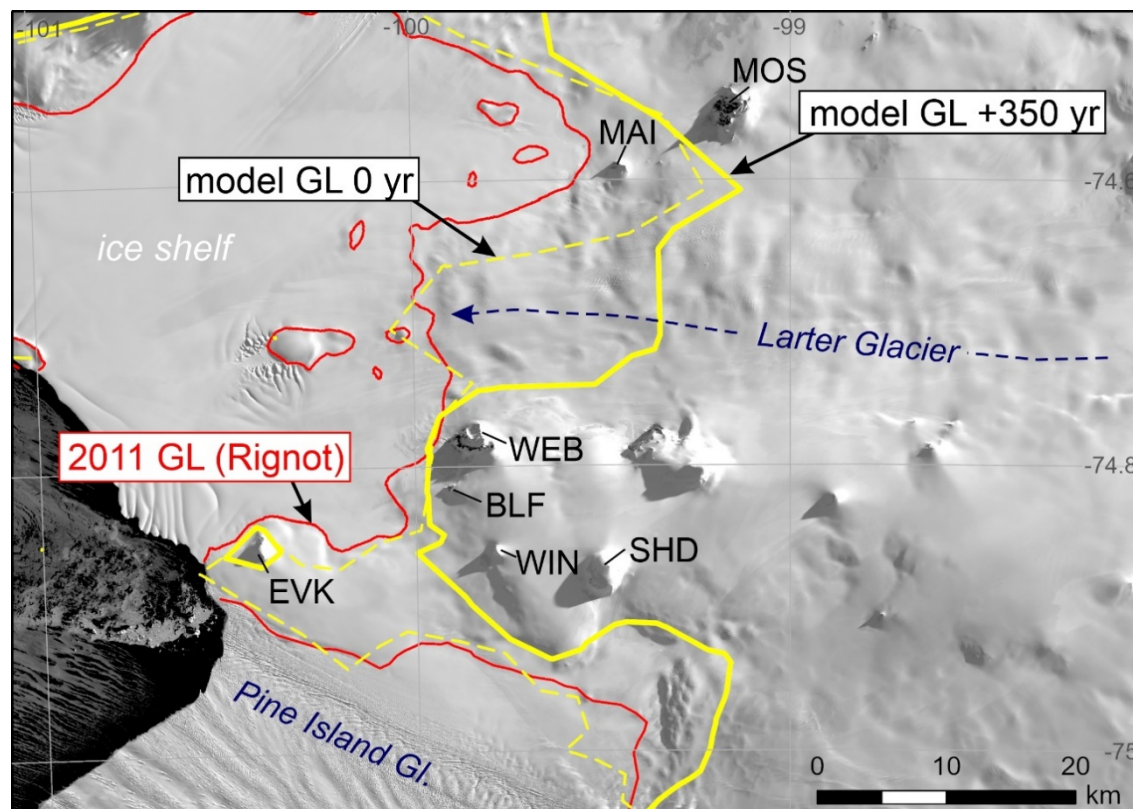 -101
-100
-99
MOS
model GL +350 yr
MAI
model GL 0 yr
-74.6
ice shelf
Larter Glacier
2011 GL (Rignot)
WEB
-74.8
BLF
WIN
SHD
EVK
Pine Island Gl.
-75
0 10 20
km